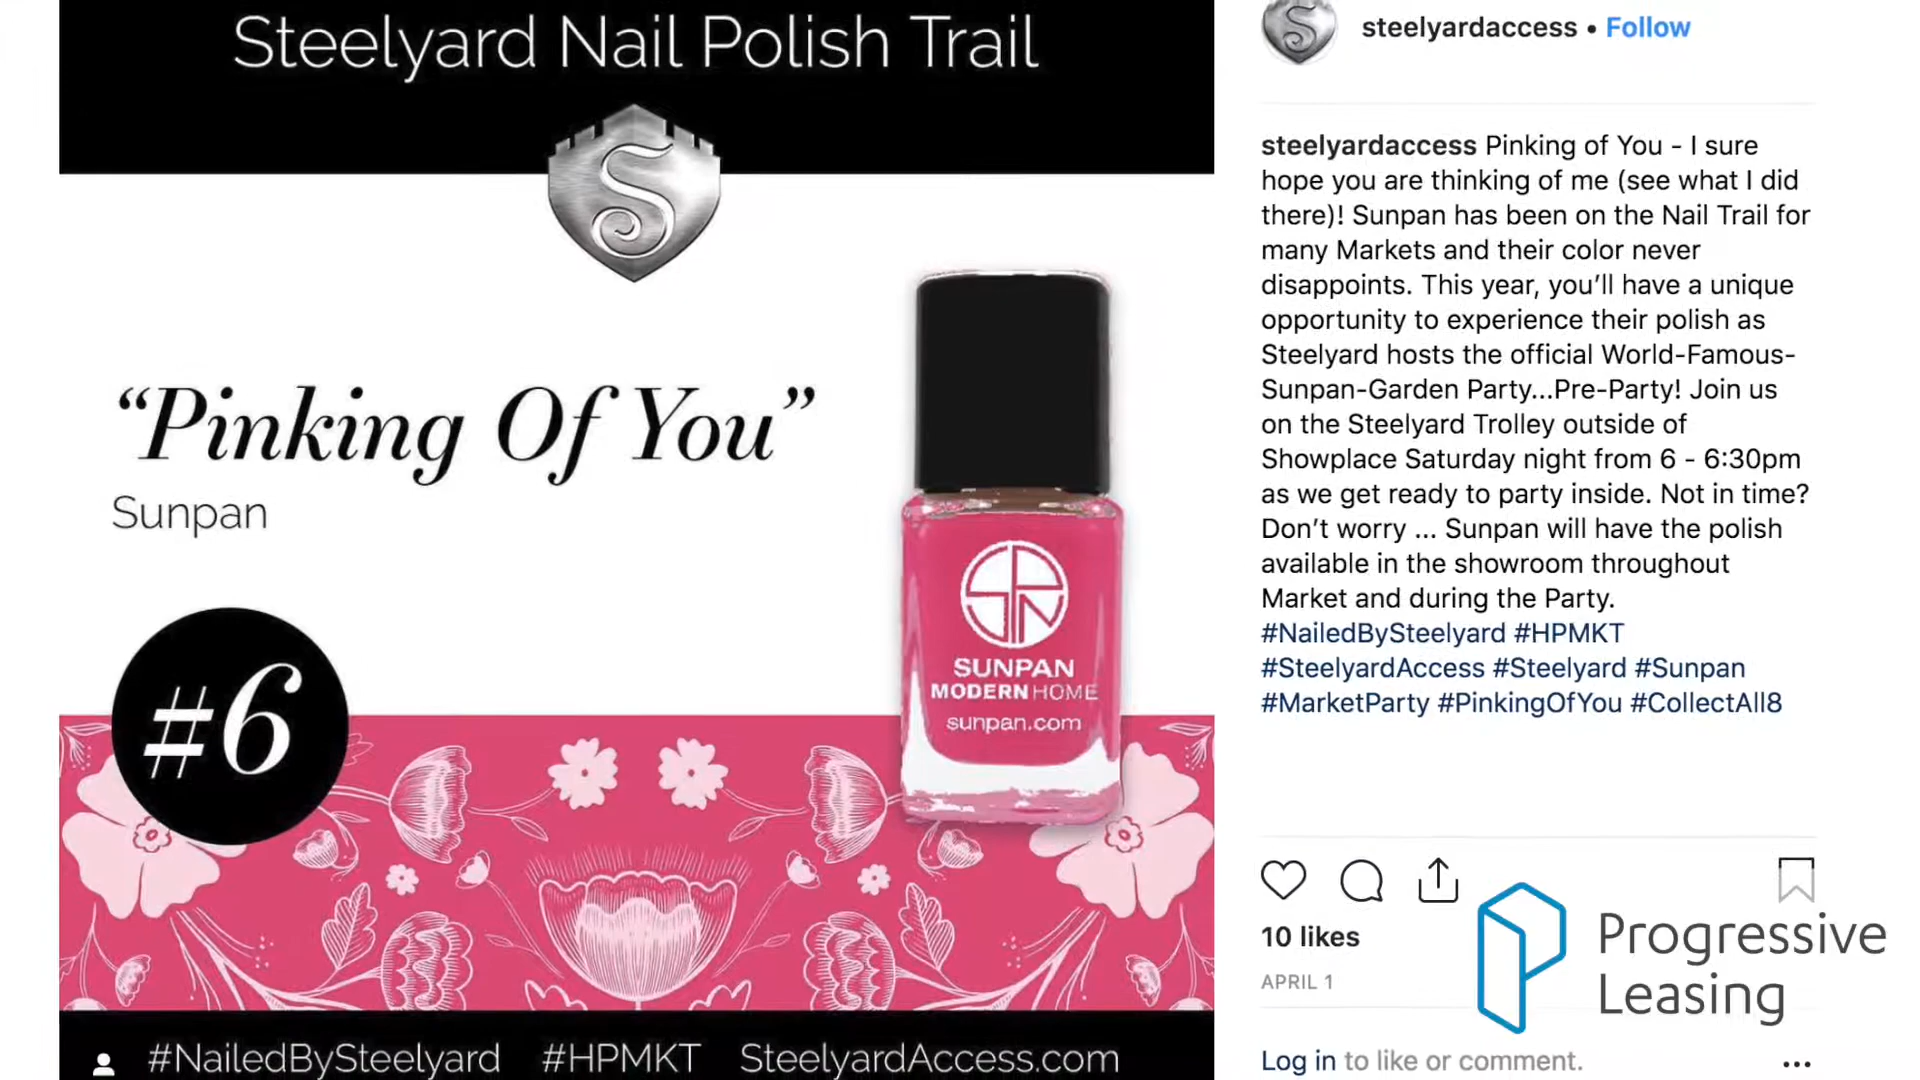 Steelyard Nail Polish Trail
S
“Pinking Of You”
Sunpan
#6
SUNPAN
MODERN HOME
sunpan.com
#NailedBySteelyard #HPMKT SteelyardAccess.com
steelyardaccess • Follow
steelyardaccess Pinking of You - I sure
hope you are thinking of me (see what I did
there)! Sunpan has been on the Nail Trail for
many Markets and their color never
disappoints. This year, you’ll have a unique
opportunity to experience their polish as
Steelyard hosts the official World-Famous-
Sunpan-Garden Party...Pre-Party! Join us
on the Steelyard Trolley outside of
Showplace Saturday night from 6 - 6:30pm
as we get ready to party inside. Not in time?
Don’t worry ... Sunpan will have the polish
available in the showroom throughout
Market and during the Party.
#NailedBySteelyard #HPMKT
#SteelyardAccess #Steelyard #Sunpan
#MarketParty #PinkingOfYou #CollectAll8
10 likes
APRIL 1
Log in to like or comment.
Progressive
Leasing